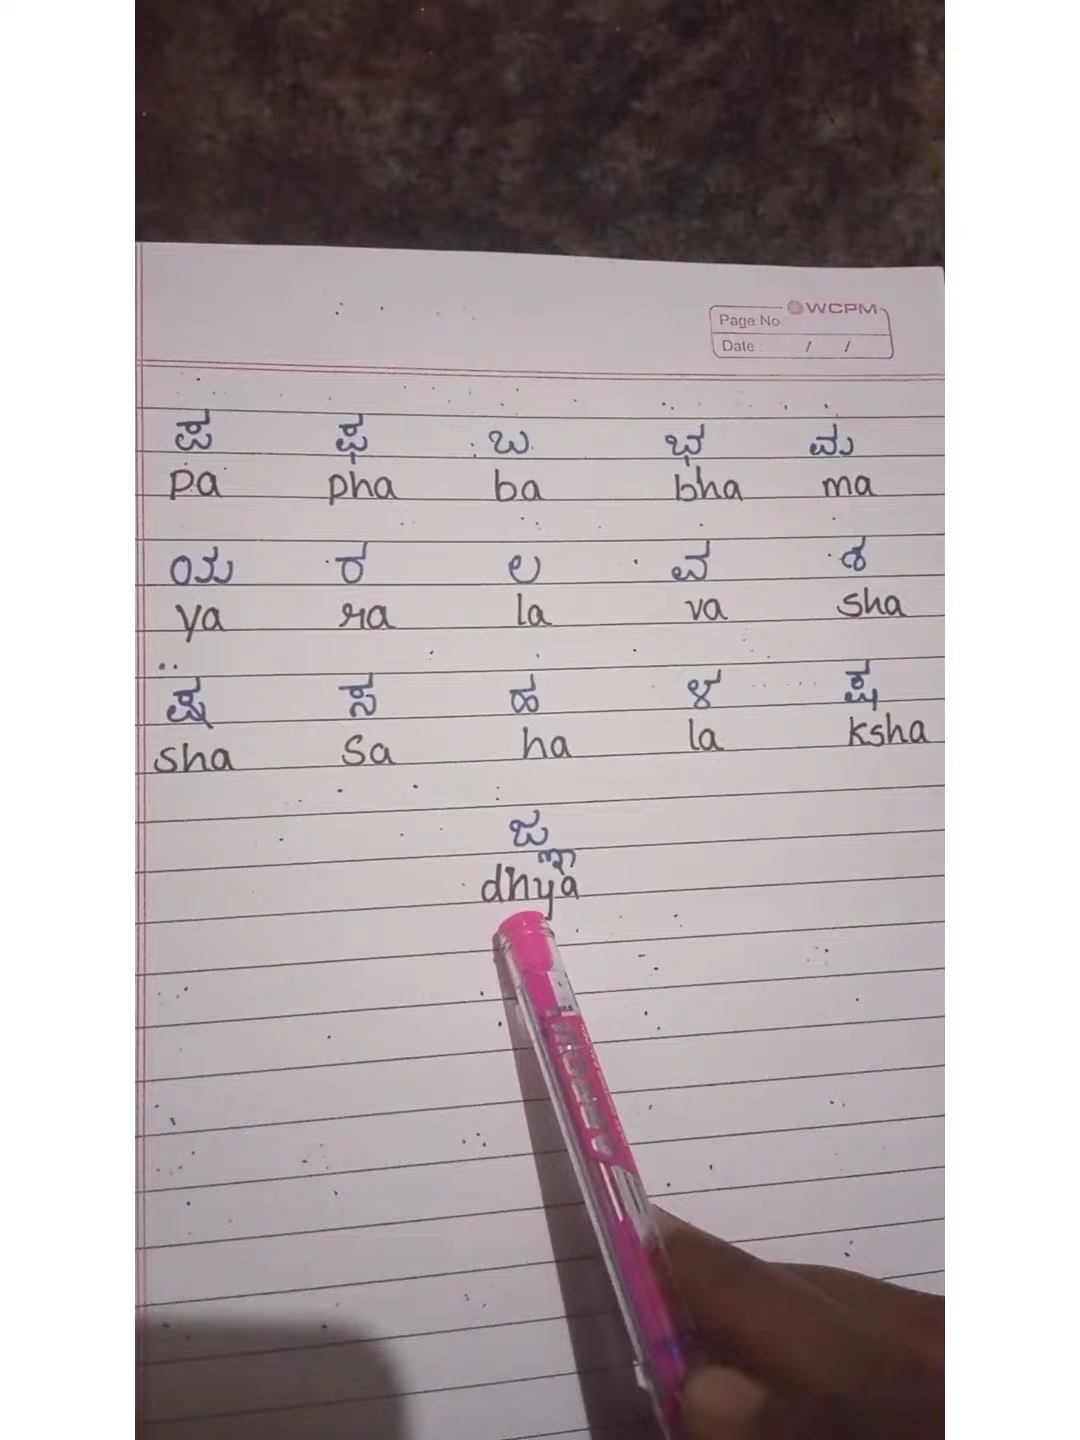 WCPM
Page No
Date : / /
ಪ ಫ ಬ ಭ ಮ
pa pha ba bha ma
ಯ ರ ಲ ವ ಶ
ya ra la va sha
ಷ ಸ ಹ ಳ ಕ್ಷ
sha sa ha la ksha
ಜ್ಞ
dhya